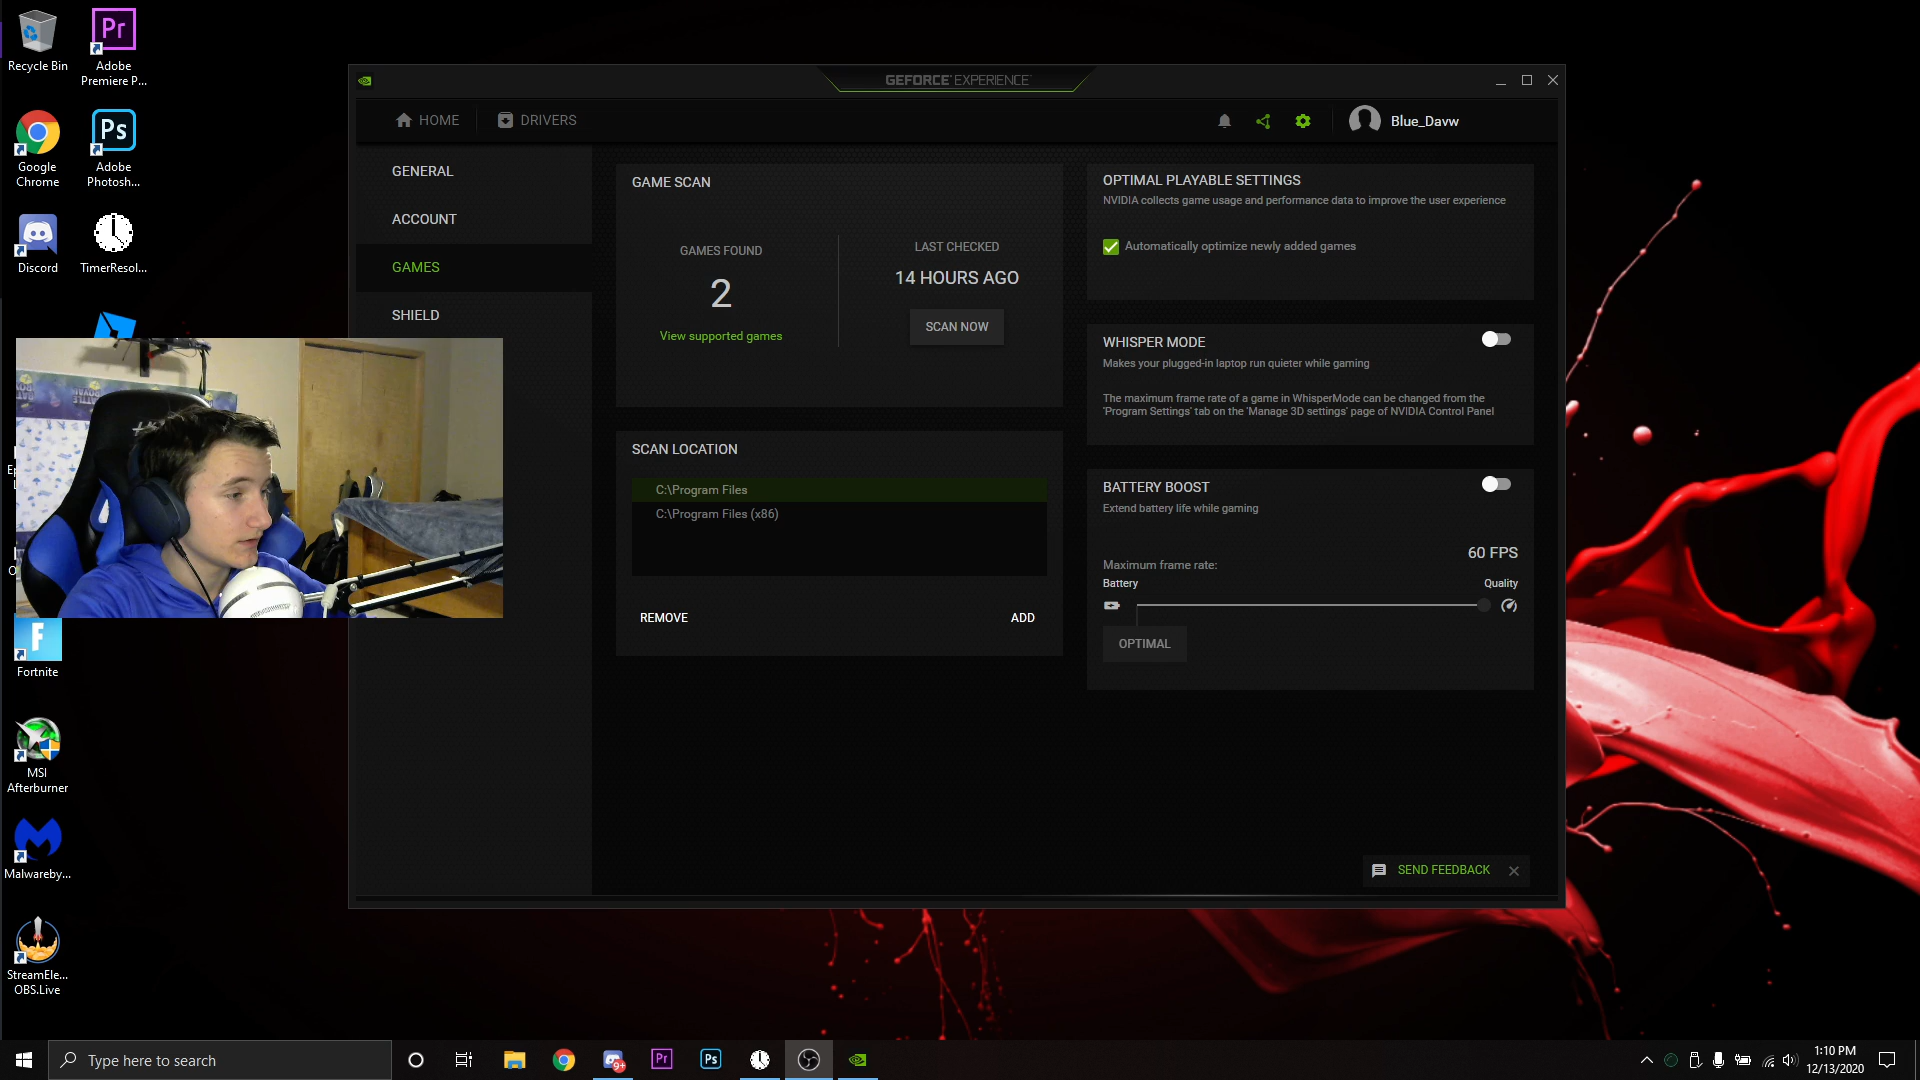 Recycle Bin
Adobe
Premiere P...
Google
Chrome
Adobe
Photosh...
Discord
TimerResol...
Fortnite
MSI
Afterburner
Malwareby...
StreamEle...
OBS.Live
GEFORCE EXPERIENCE
HOME
DRIVERS
Blue_Davw
GENERAL
ACCOUNT
GAMES
SHIELD
GAME SCAN
GAMES FOUND
2
View supported games
LAST CHECKED
14 HOURS AGO
SCAN NOW
SCAN LOCATION
C:\Program Files
C:\Program Files (x86)
REMOVE
ADD
OPTIMAL PLAYABLE SETTINGS
NVIDIA collects game usage and performance data to improve the user experience
Automatically optimize newly added games
WHISPER MODE
Makes your plugged-in laptop run quieter while gaming
The maximum frame rate of a game in WhisperMode can be changed from the
'Program Settings' tab on the 'Manage 3D settings' page of NVIDIA Control Panel
BATTERY BOOST
Extend battery life while gaming
60 FPS
Maximum frame rate:
Battery
Quality
OPTIMAL
SEND FEEDBACK
Type here to search
9+
Pr
Ps
1:10 PM
12/13/2020